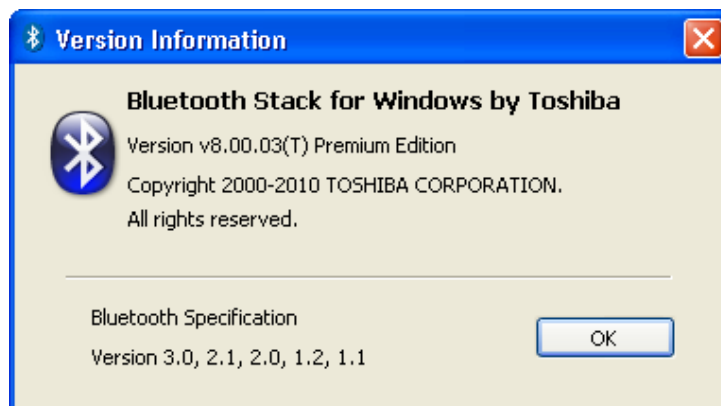 Version Information
Bluetooth Stack for Windows by Toshiba
Version v8.00.03(T) Premium Edition
Copyright 2000-2010 TOSHIBA CORPORATION.
All rights reserved.
Bluetooth Specification
OK
Version 3.0, 2.1, 2.0, 1.2, 1.1